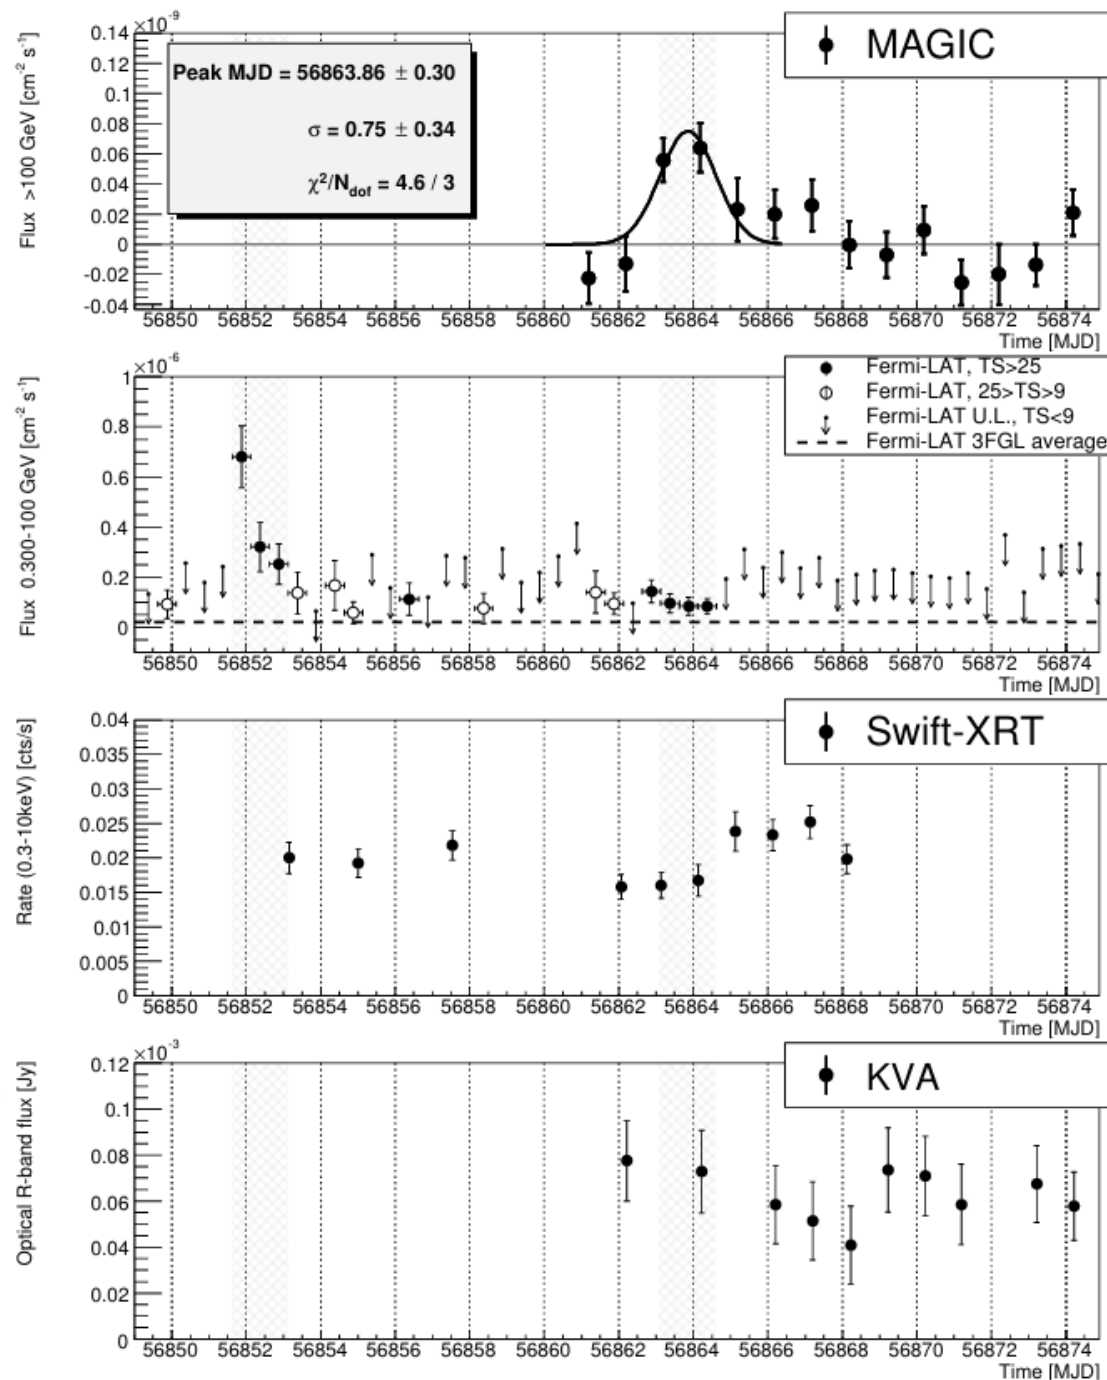 ×10⁻⁹
MAGIC
Peak MJD = 56863.86 ± 0.30
σ = 0.75 ± 0.34
χ²/N_dof = 4.6 / 3
Flux >100 GeV [cm⁻² s⁻¹]
0.14
0.12
0.1
0.08
0.06
0.04
0.02
0
-0.02
-0.04
56850 56852 56854 56856 56858 56860 56862 56864 56866 56868 56870 56872 56874
Time [MJD]
×10⁻⁶
Fermi-LAT, TS>25
Fermi-LAT, 25>TS>9
Fermi-LAT U.L., TS<9
Fermi-LAT 3FGL average
Flux 0.300-100 GeV [cm⁻² s⁻¹]
1
0.8
0.6
0.4
0.2
0
56850 56852 56854 56856 56858 56860 56862 56864 56866 56868 56870 56872 56874
Time [MJD]
Swift-XRT
Rate (0.3-10keV) [cts/s]
0.04
0.035
0.03
0.025
0.02
0.015
0.01
0.005
0
56850 56852 56854 56856 56858 56860 56862 56864 56866 56868 56870 56872 56874
Time [MJD]
×10⁻³
KVA
Optical R-band flux [Jy]
0.12
0.1
0.08
0.06
0.04
0.02
0
56850 56852 56854 56856 56858 56860 56862 56864 56866 56868 56870 56872 56874
Time [MJD]